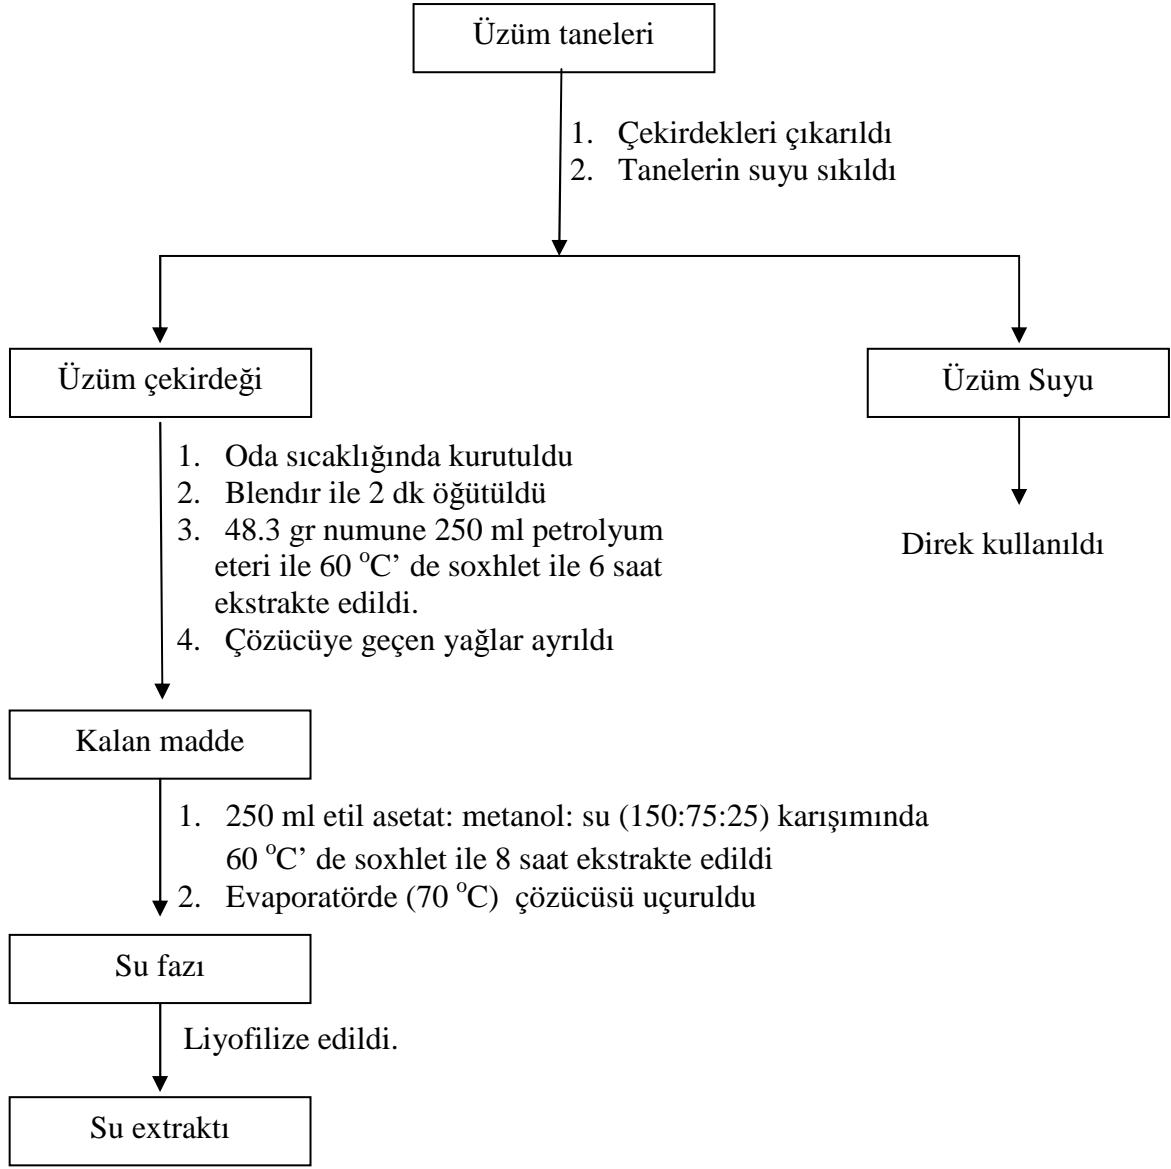 Üzüm taneleri
1. Çekirdekleri çıkarıldı
2. Tanelerin suyu sıkıldı
Üzüm çekirdeği
Üzüm Suyu
1. Oda sıcaklığında kurutuldu
2. Blendır ile 2 dk öğütüldü
3. 48.3 gr numune 250 ml petrolyum
eteri ile 60 °C’ de soxhlet ile 6 saat
ekstrakte edildi.
4. Çözücüye geçen yağlar ayrıldı
Direk kullanıldı
Kalan madde
1. 250 ml etil asetat: metanol: su (150:75:25) karışımında
60 °C’ de soxhlet ile 8 saat ekstrakte edildi
2. Evaporatörde (70 °C) çözücüsü uçuruldu
Su fazı
Liyofilize edildi.
Su extraktı